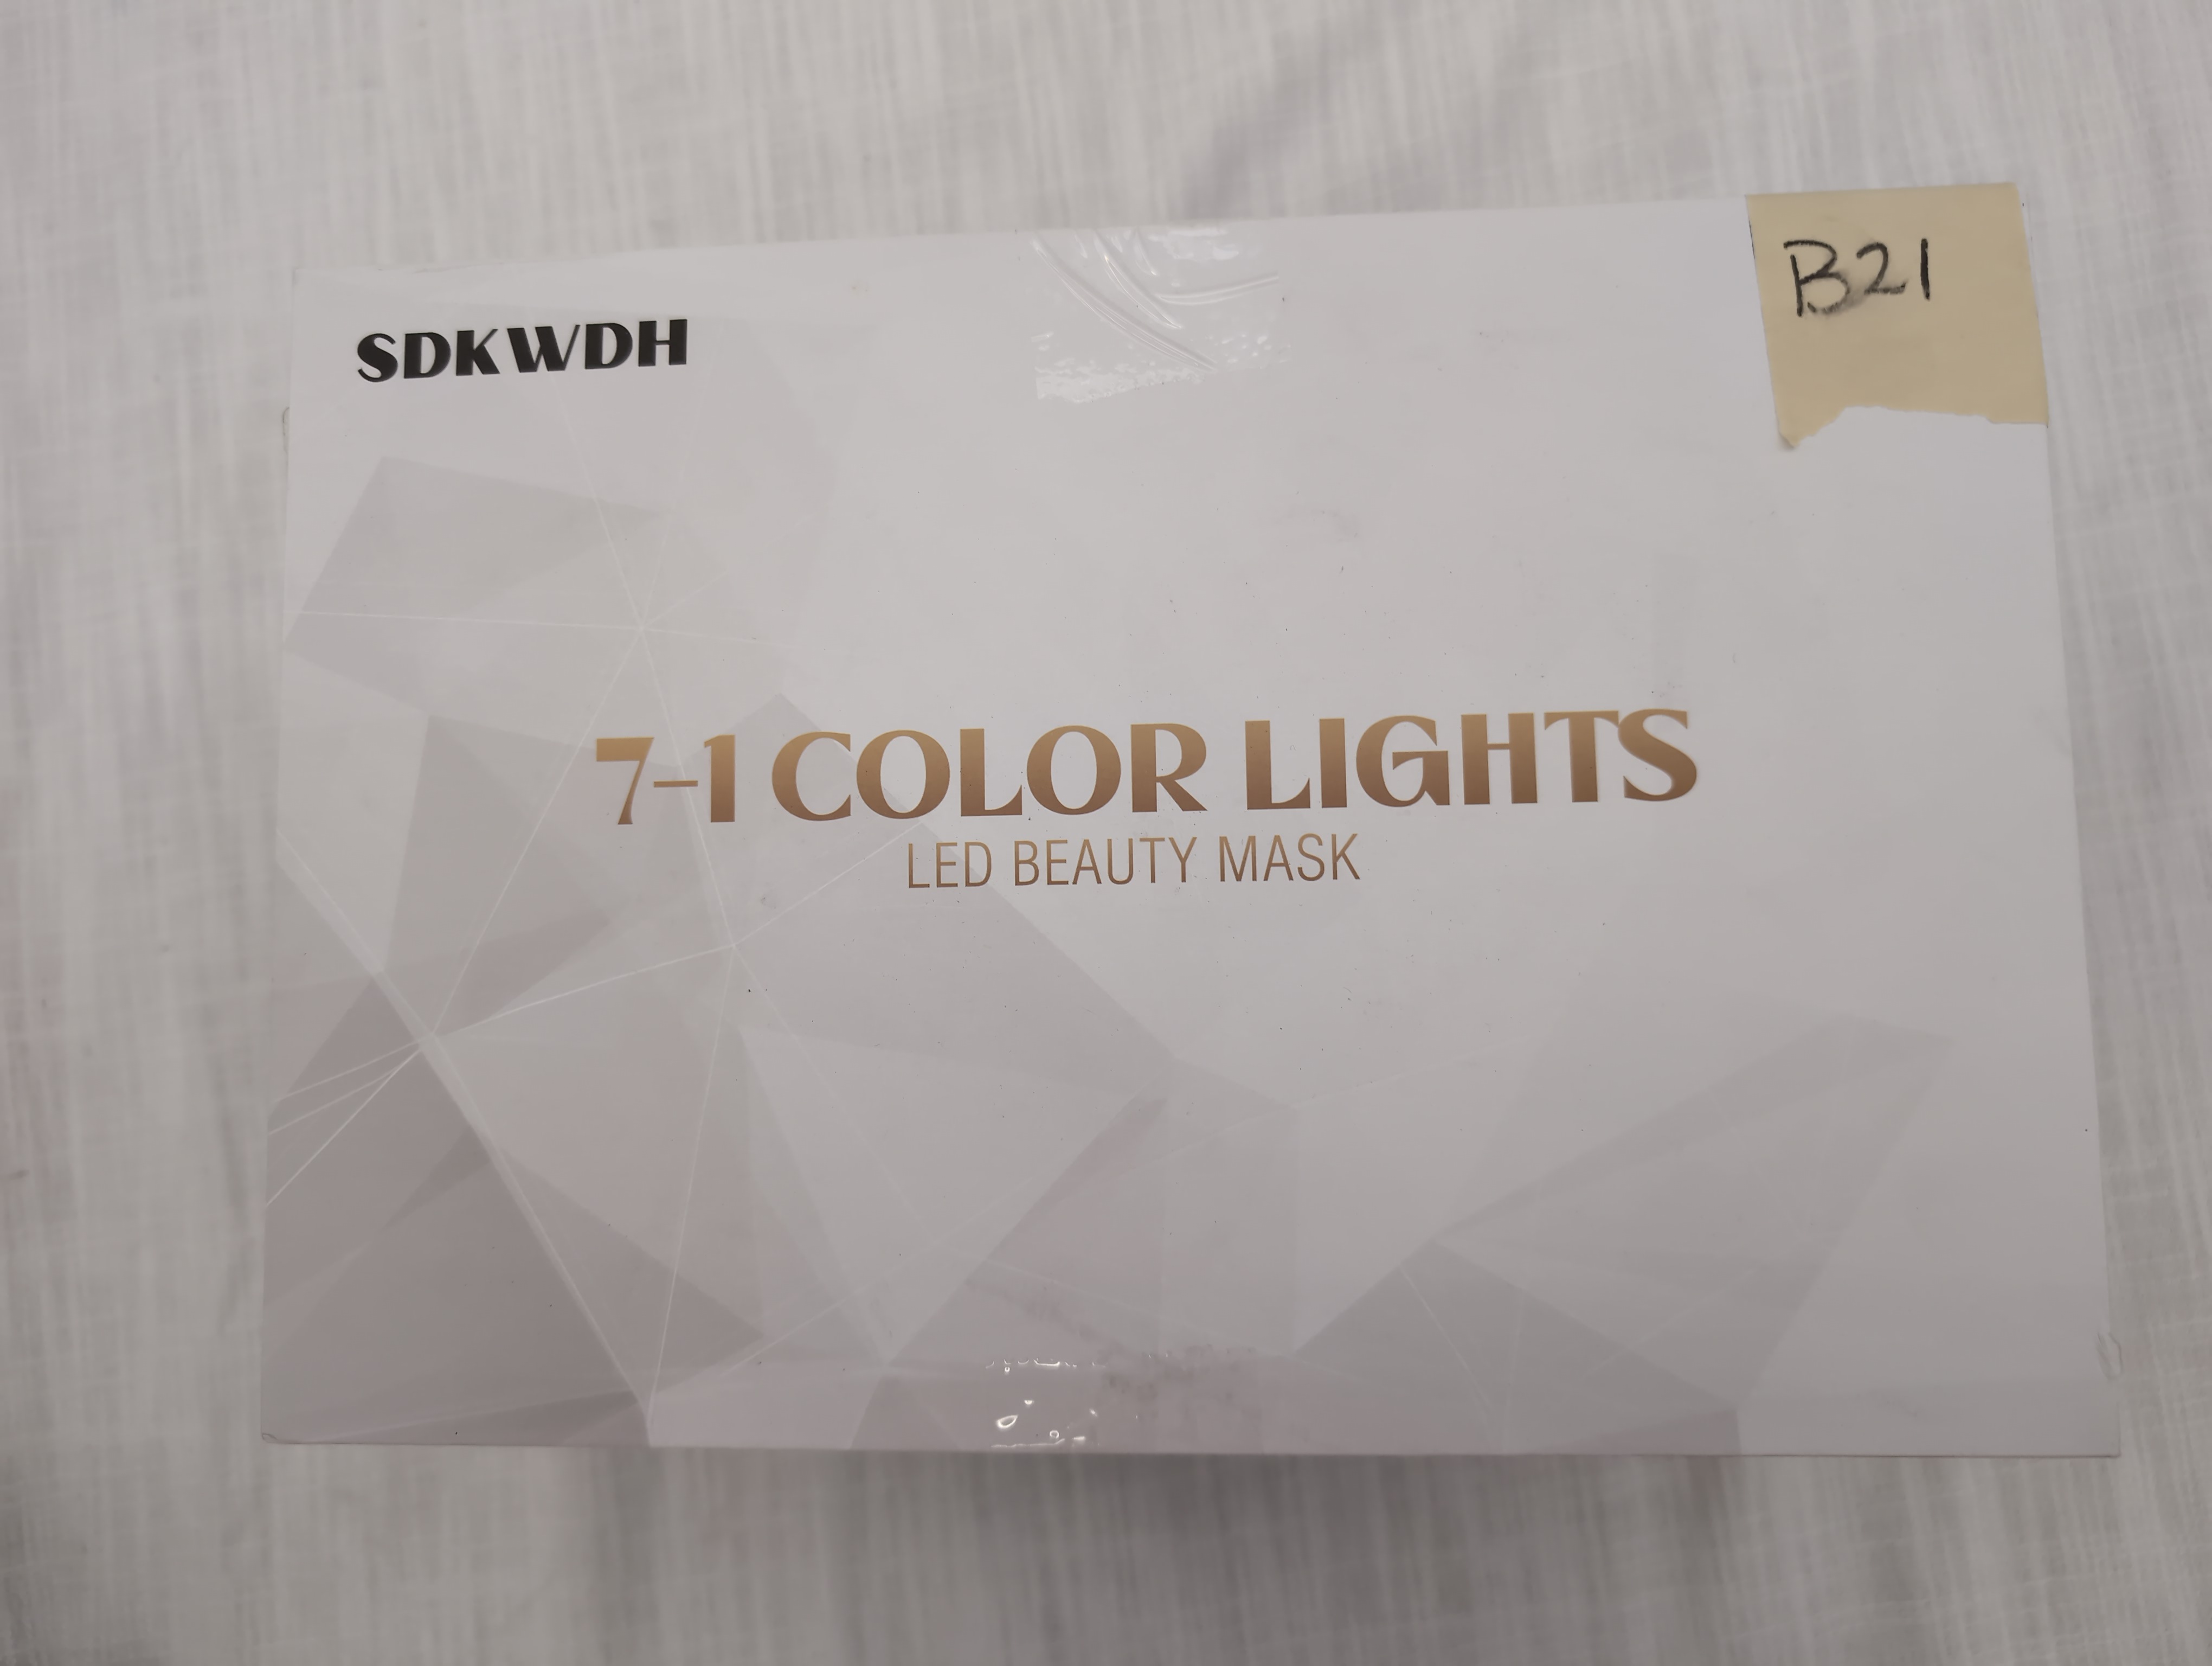 SDKWDH
B21
7-1 COLOR LIGHTS
LED BEAUTY MASK